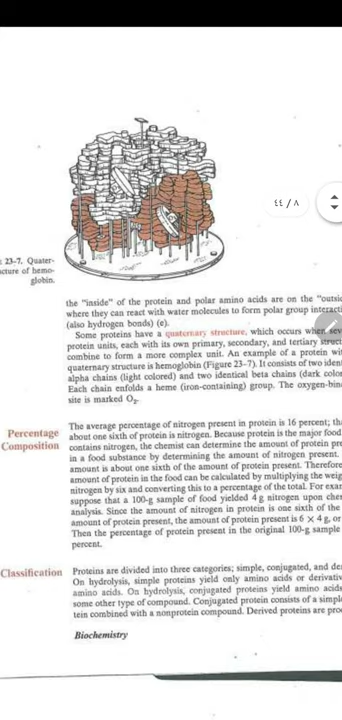 ٤٤ / ٨
23-7. Quater-
cture of hemo-
globin.
the "inside" of the protein and polar amino acids are on the "outsi
where they can react with water molecules to form polar group interacti
(also hydrogen bonds) (e).
Some proteins have a quaternary structure, which occurs when sev
protein units, each with its own primary, secondary, and tertiary struct
combine to form a more complex unit. An example of a protein wit
quaternary structure is hemoglobin (Figure 23-7). It consists of two ident
alpha chains (light colored) and two identical beta chains (dark color
Each chain enfolds a heme (iron-containing) group. The oxygen-bind
site is marked O₂.
Percentage
Composition
The average percentage of nitrogen present in protein is 16 percent; tha
about one sixth of protein is nitrogen. Because protein is the major food
contains nitrogen, the chemist can determine the amount of protein pre
in a food substance by determining the amount of nitrogen present.
amount is about one sixth of the amount of protein present. Therefore
amount of protein in the food can be calculated by multiplying the weig
nitrogen by six and converting this to a percentage of the total. For exam
suppose that a 100-g sample of food yielded 4 g nitrogen upon chem
analysis. Since the amount of nitrogen in protein is one sixth of the
amount of protein present, the amount of protein present is 6 × 4 g, or
Then the percentage of protein present in the original 100-g sample
percent.
Classification
Proteins are divided into three categories; simple, conjugated, and der
On hydrolysis, simple proteins yield only amino acids or derivativ
amino acids. On hydrolysis, conjugated proteins yield amino acids
some other type of compound. Conjugated protein consists of a simple
tein combined with a nonprotein compound. Derived proteins are pro
Biochemistry